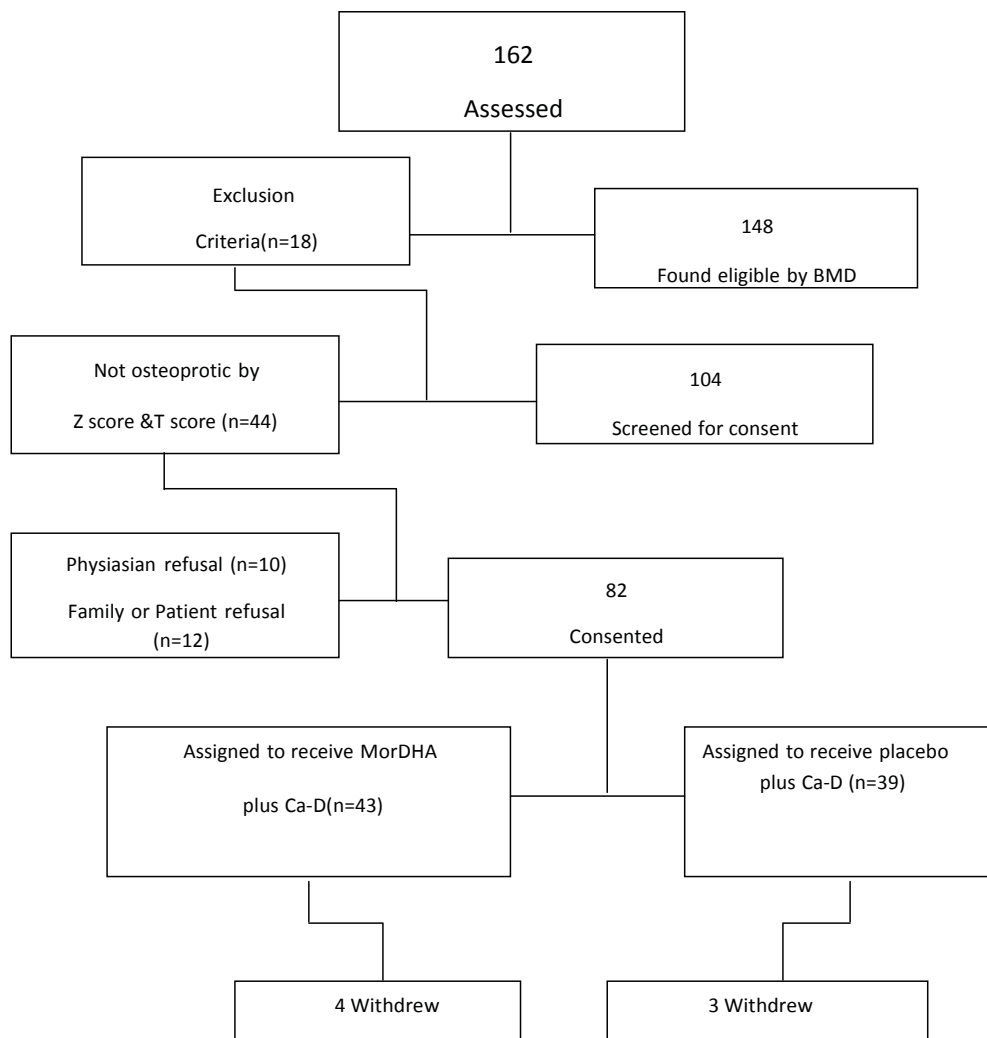 162
Assessed
Exclusion
Criteria(n=18)
148
Found eligible by BMD
Not osteoprotic by
Z score &T score (n=44)
104
Screened for consent
Physiasian refusal (n=10)
Family or Patient refusal
(n=12)
82
Consented
Assigned to receive MorDHA
plus Ca-D(n=43)
Assigned to receive placebo
plus Ca-D (n=39)
4 Withdrew
3 Withdrew